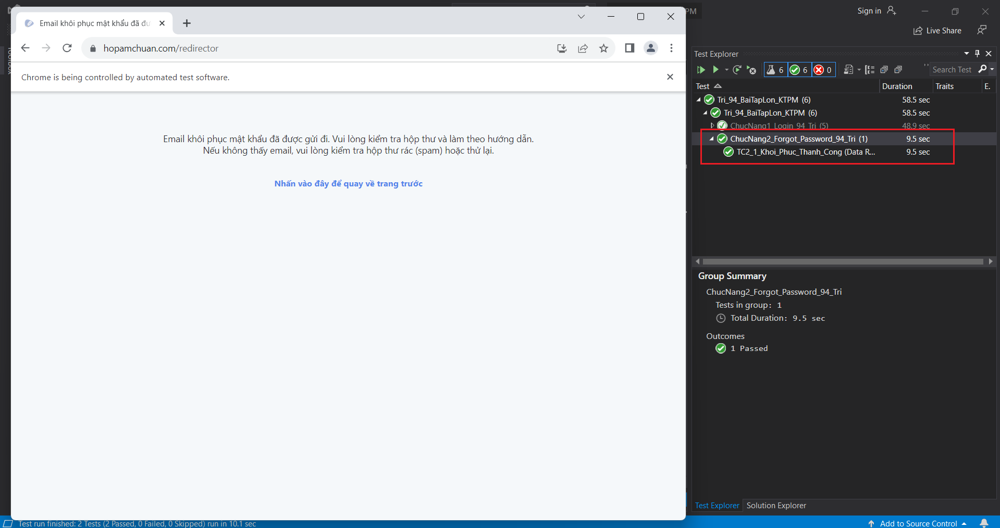 Email khôi phục mật khẩu đã đư
hopamchuan.com/redirector
Chrome is being controlled by automated test software.
Email khôi phục mật khẩu đã được gửi đi. Vui lòng kiểm tra hộp thư và làm theo hướng dẫn.
Nếu không thấy email, vui lòng kiểm tra hộp thư rác (spam) hoặc thử lại.
Nhấn vào đây để quay về trang trước
PM
Sign in
Live Share
Toolbox
Test Explorer
6 6 0
Search Test
Test Duration Traits E.
Tri_94_BaiTapLon_KTPM (6) 58.5 sec
Tri_94_BaiTapLon_KTPM (6) 58.5 sec
ChucNang1_Login_94_Tri (5) 48.9 sec
ChucNang2_Forgot_Password_94_Tri (1) 9.5 sec
TC2_1_Khoi_Phuc_Thanh_Cong (Data R... 9.5 sec
Group Summary
ChucNang2_Forgot_Password_94_Tri
Tests in group: 1
Total Duration: 9.5 sec
Outcomes
1 Passed
Test Explorer Solution Explorer
Test run finished: 2 Tests (2 Passed, 0 Failed, 0 Skipped) run in 10.1 sec
Add to Source Control